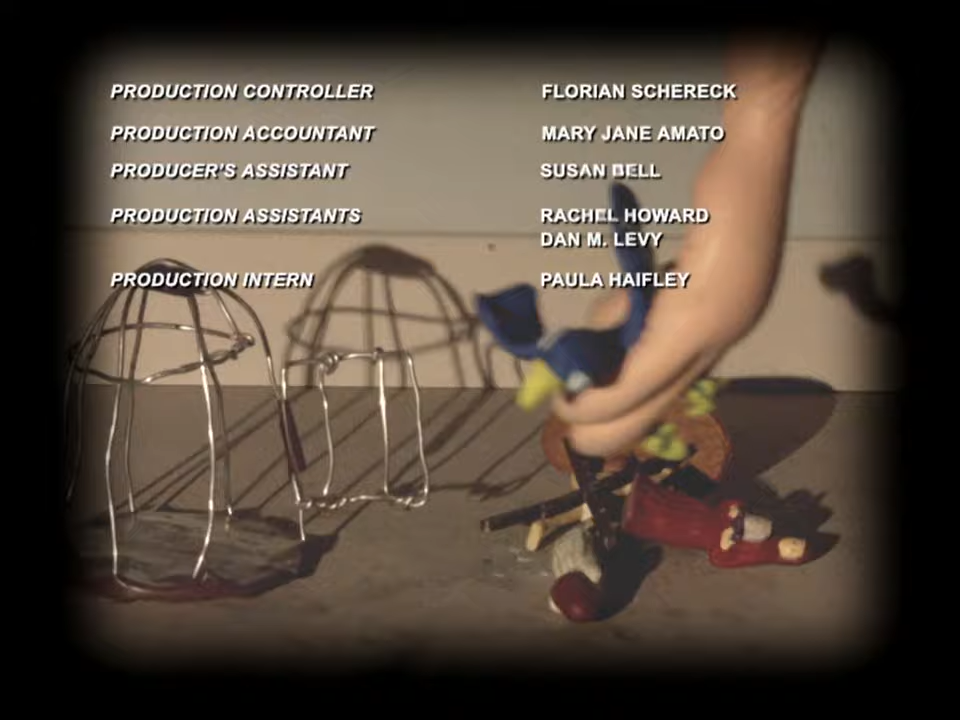 PRODUCTION CONTROLLER FLORIAN SCHERECK
PRODUCTION ACCOUNTANT MARY JANE AMATO
PRODUCER'S ASSISTANT SUSAN BELL
PRODUCTION ASSISTANTS RACHEL HOWARD
DAN M. LEVY
PRODUCTION INTERN PAULA HAIFLEY